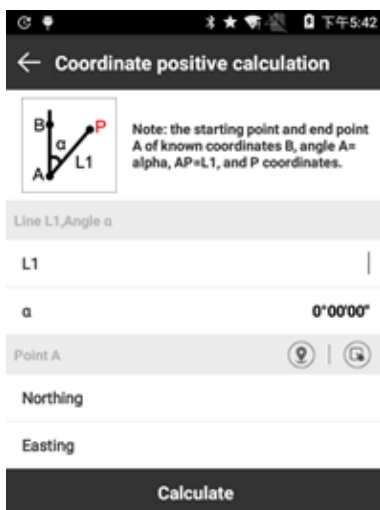 下午5:42
Coordinate positive calculation
B
P
α
L1
A
Note: the starting point and end point
A of known coordinates B, angle A=
alpha, AP=L1, and P coordinates.
Line L1,Angle α
L1
α 0°00'00"
Point A
Northing
Easting
Calculate